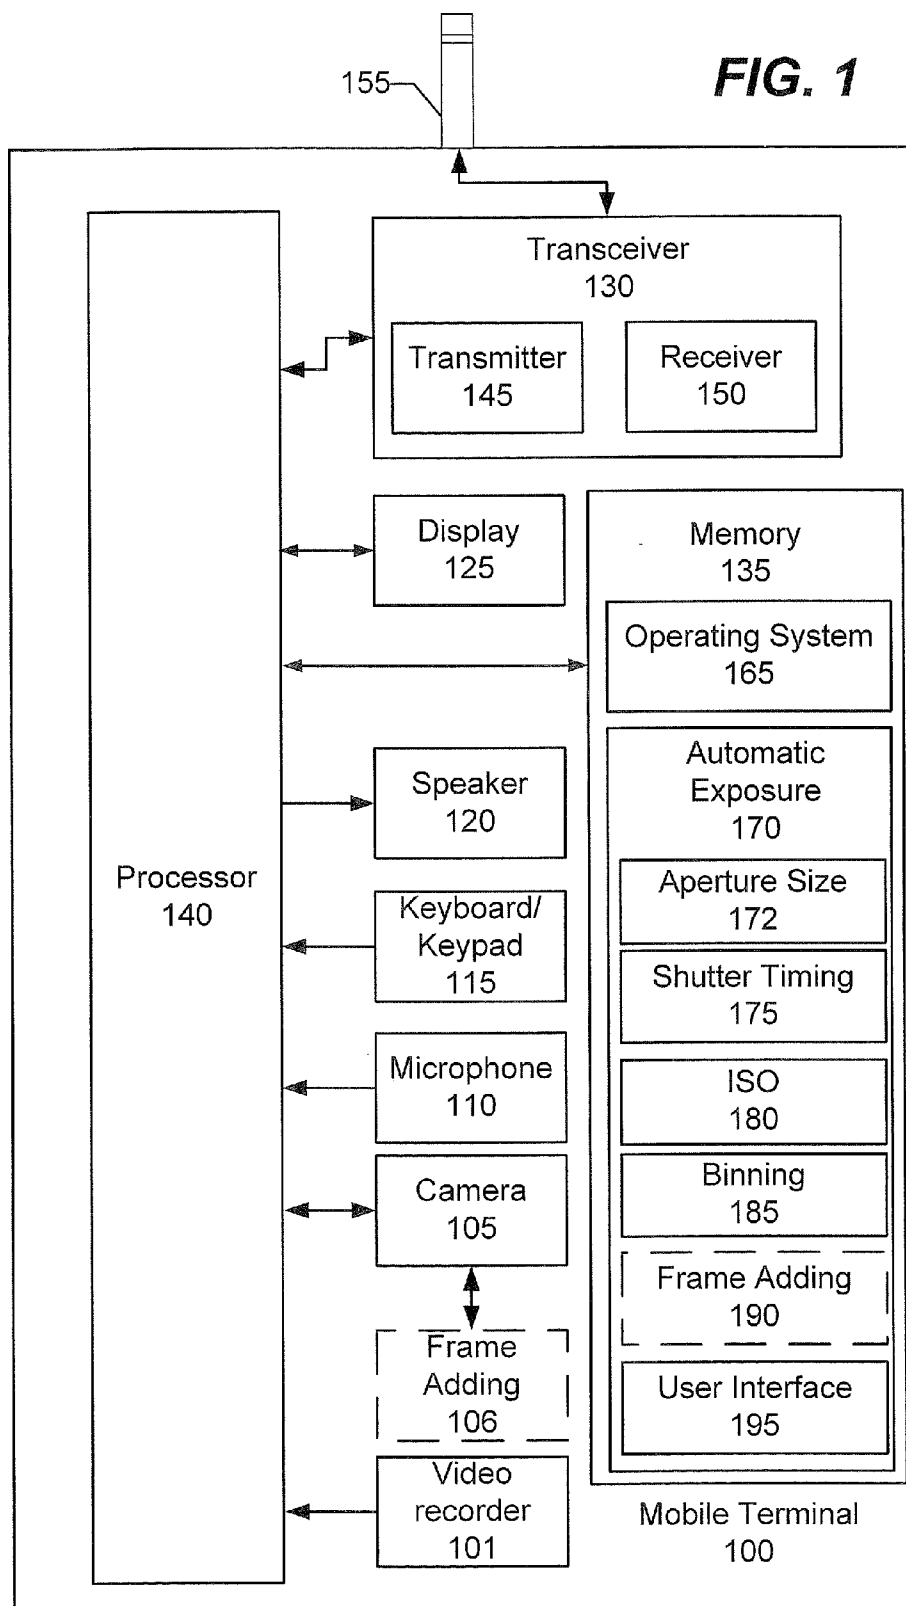 FIG. 1
155
Transceiver
130
Transmitter
145
Receiver
150
Display
125
Memory
135
Operating System
165
Speaker
120
Automatic
Exposure
170
Processor
140
Aperture Size
172
Keyboard/
Keypad
115
Shutter Timing
175
Microphone
110
ISO
180
Camera
105
Binning
185
Frame Adding
190
Frame
Adding
106
User Interface
195
Video
recorder
101
Mobile Terminal
100